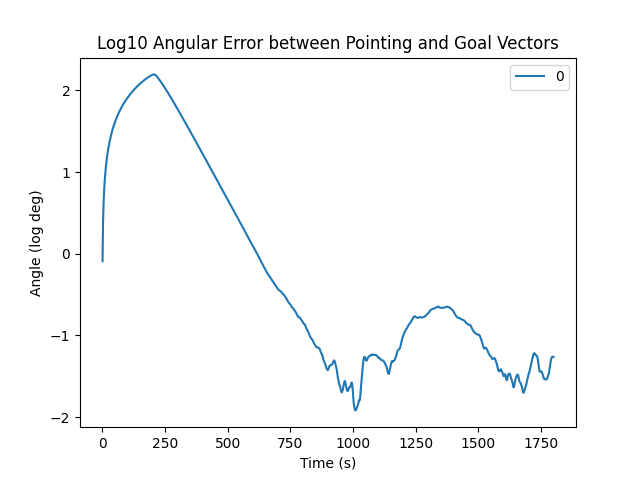 Log10 Angular Error between Pointing and Goal Vectors
0
2
1
0
−1
−2
Angle (log deg)
0 250 500 750 1000 1250 1500 1750
Time (s)